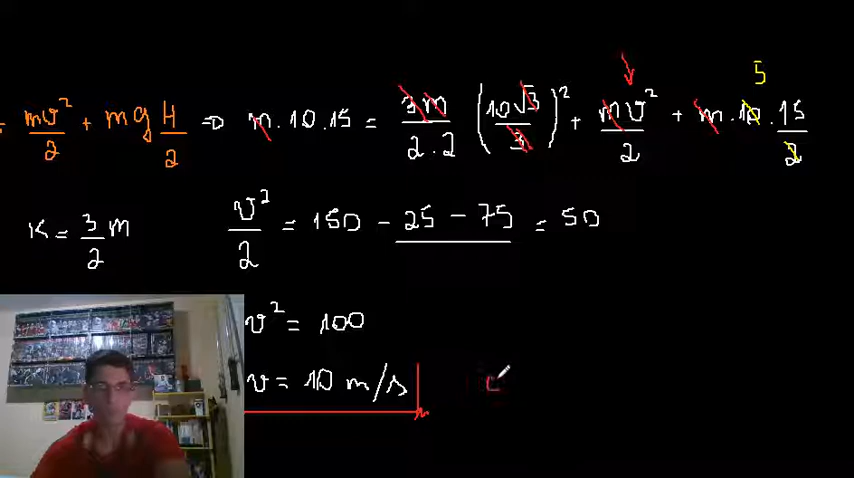 5
mv²/2 + mg H/2 ⇒ m.10.15 = 3m/2.2 (10√3/3)² + mv²/2 + m.10.15/2
K = 3/2 m v²/2 = 150 - 25 - 75 = 50
v² = 100
v = 10 m/s